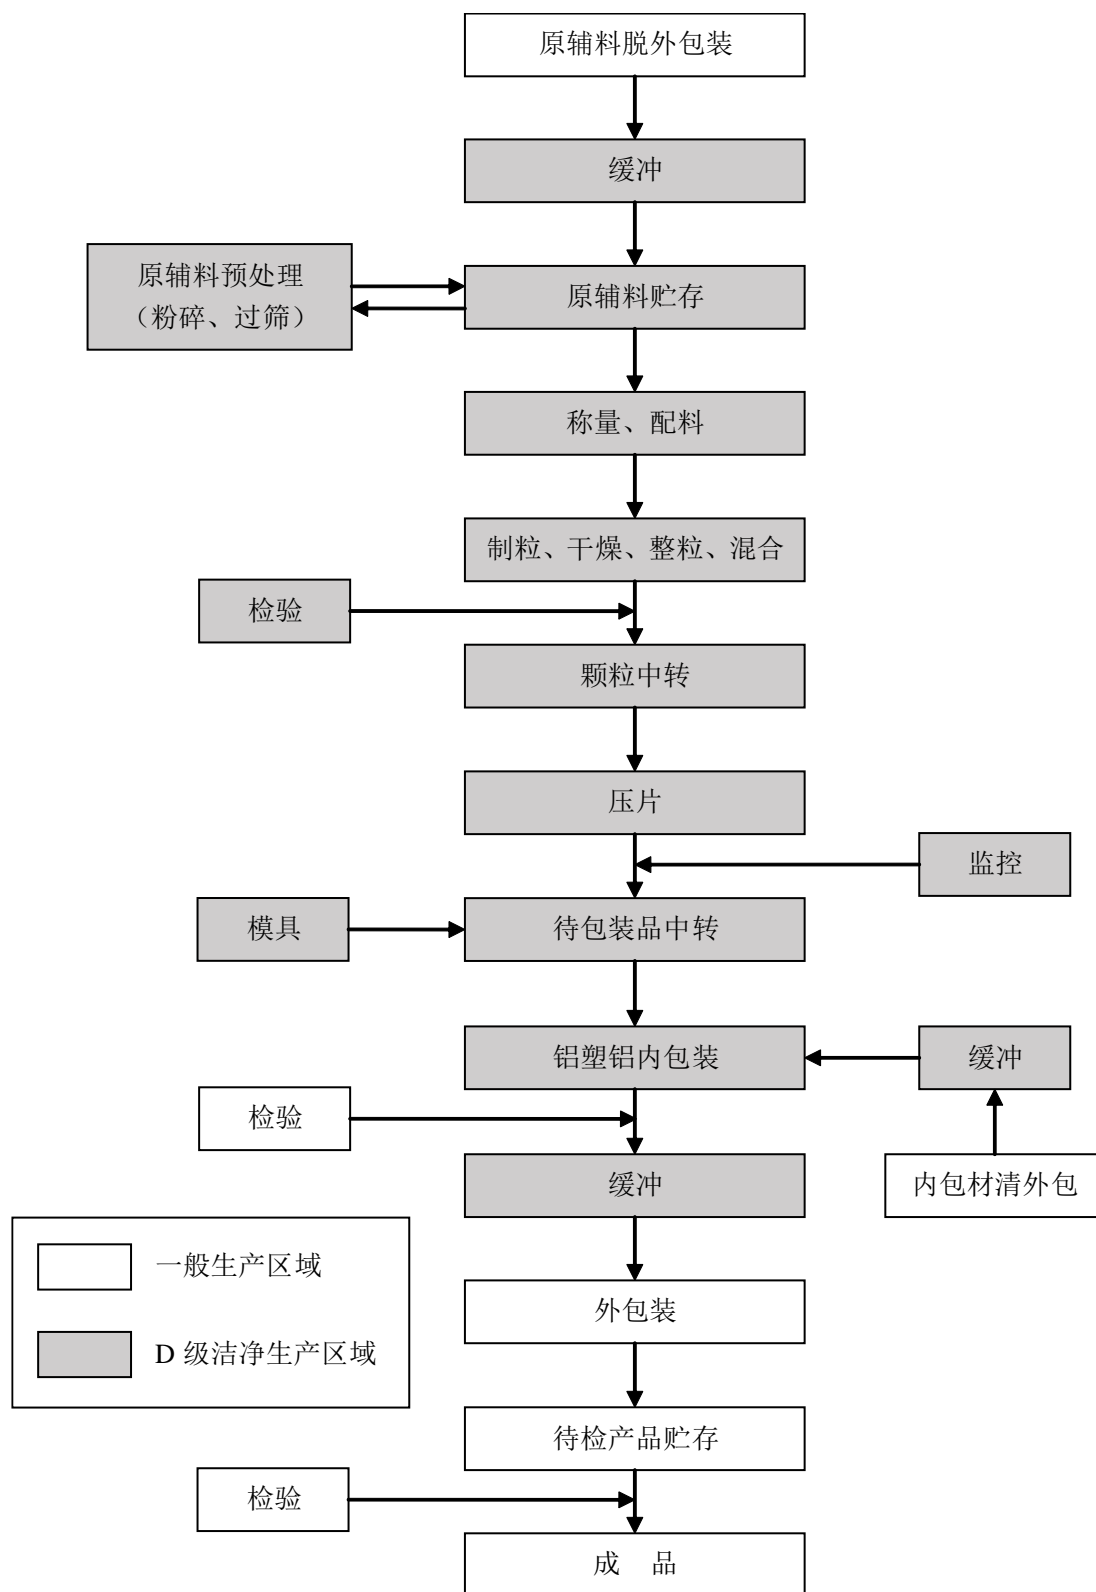 原辅料脱外包装
缓冲
原辅料预处理
（粉碎、过筛）
原辅料贮存
称量、配料
制粒、干燥、整粒、混合
检验
颗粒中转
压片
监控
模具
待包装品中转
铝塑铝内包装
缓冲
检验
缓冲
内包材清外包
一般生产区域
外包装
D 级洁净生产区域
待检产品贮存
检验
成 品